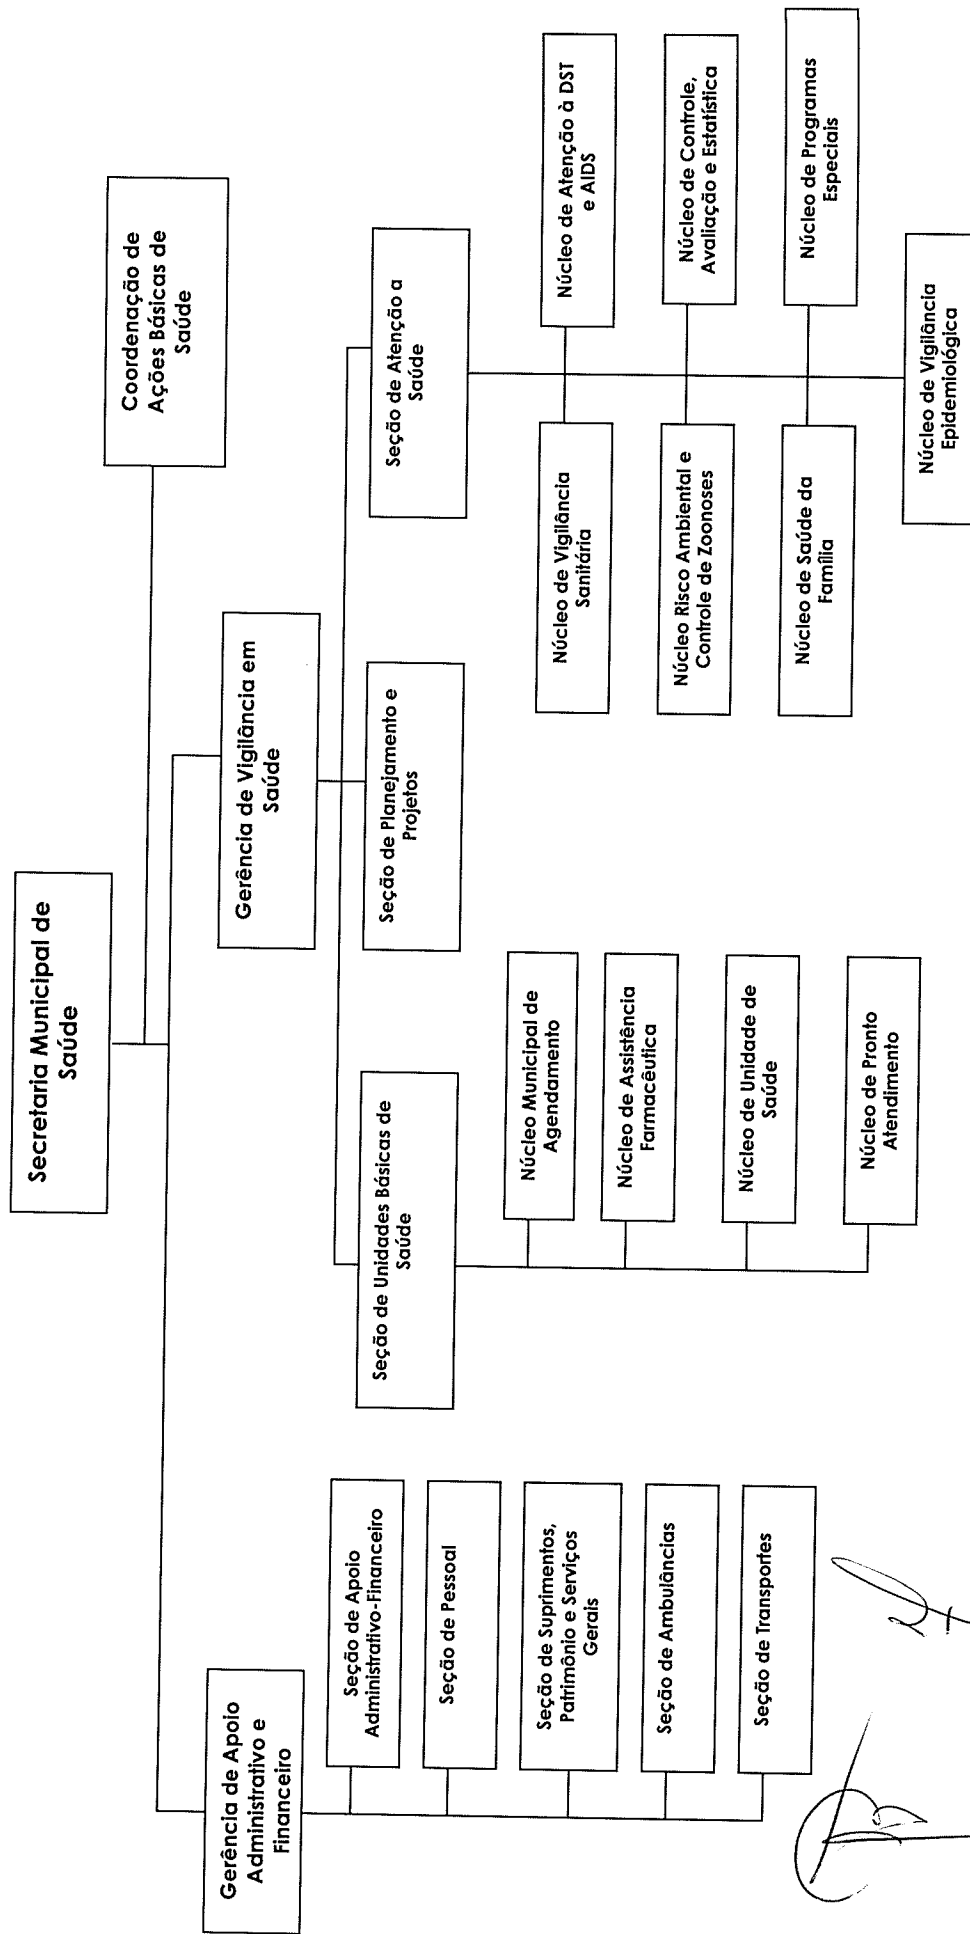 Secretaria Municipal de
Saúde
Coordenação de
Ações Básicas de
Saúde
Gerência de Apoio
Administrativo e
Financeiro
Seção de Apoio
Administrativo-Financeiro
Seção de Pessoal
Seção de Suprimentos,
Patrimônio e Serviços
Gerais
Seção de Ambulâncias
Seção de Transportes
Gerência de Vigilância em
Saúde
Seção de Unidades Básicas de
Saúde
Núcleo Municipal de
Agendamento
Núcleo de Assistência
Farmacêutica
Núcleo de Unidade de
Saúde
Núcleo de Pronto
Atendimento
Seção de Planejamento e
Projetos
Seção de Atenção a
Saúde
Núcleo de Vigilância
Sanitária
Núcleo de Atenção à DST
e AIDS
Núcleo Risco Ambiental e
Controle de Zoonoses
Núcleo de Controle,
Avaliação e Estatística
Núcleo de Saúde da
Família
Núcleo de Programas
Especiais
Núcleo de Vigilância
Epidemiológica